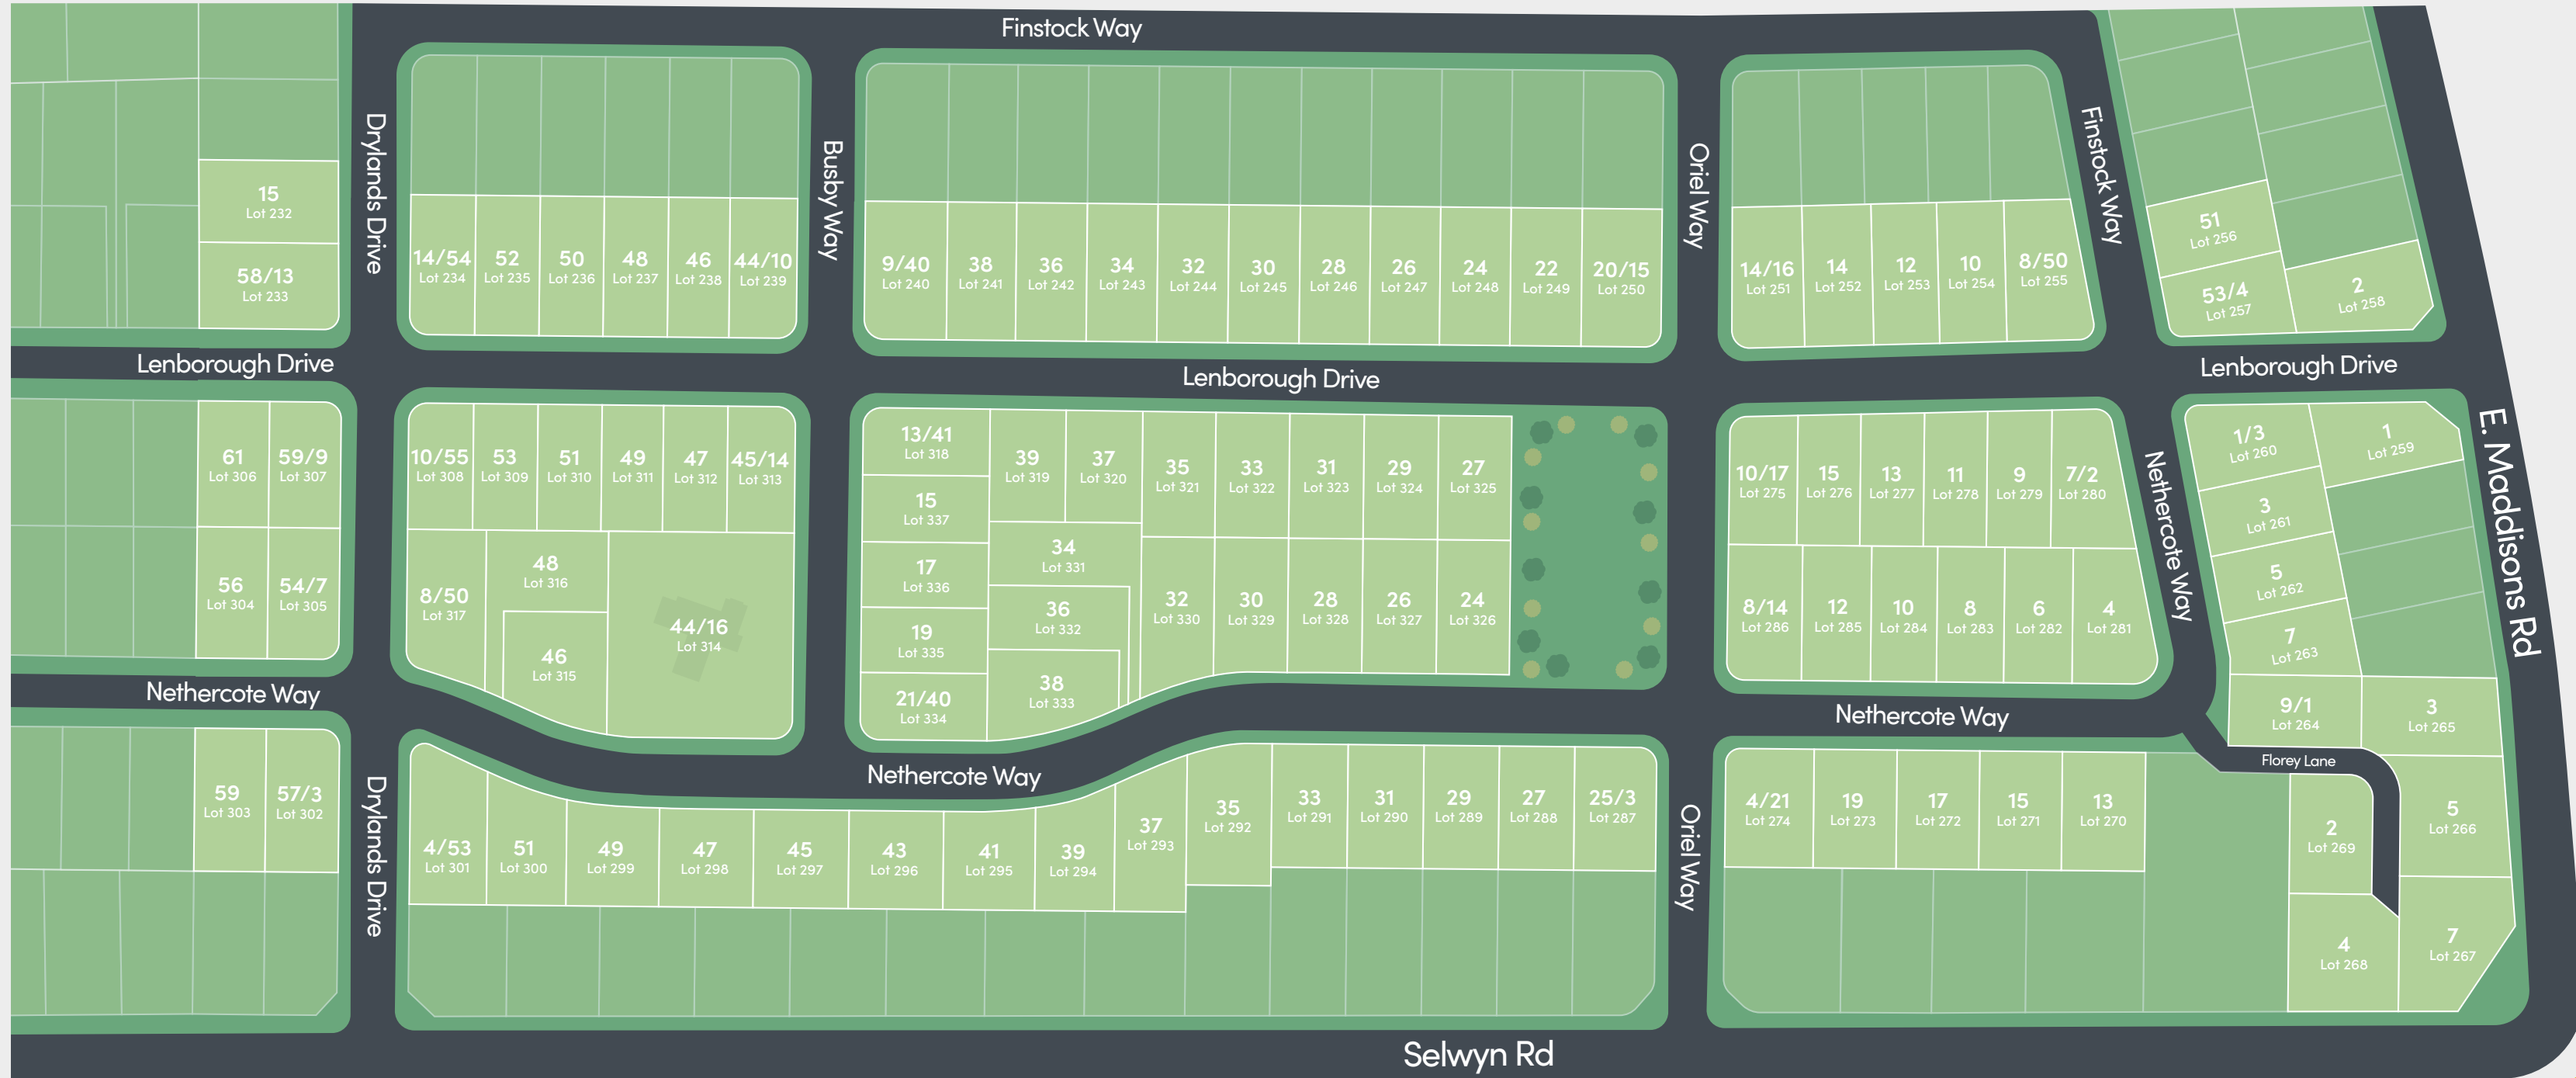 Finstock Way
Drylands Drive
Busby Way
Oriel Way
Finstock Way
15
Lot 232
58/13
Lot 233
14/54
Lot 234
52
Lot 235
50
Lot 236
48
Lot 237
46
Lot 238
44/10
Lot 239
9/40
Lot 240
38
Lot 241
36
Lot 242
34
Lot 243
32
Lot 244
30
Lot 245
28
Lot 246
26
Lot 247
24
Lot 248
22
Lot 249
20/15
Lot 250
14/16
Lot 251
14
Lot 252
12
Lot 253
10
Lot 254
8/50
Lot 255
51
Lot 256
53/4
Lot 257
2
Lot 258
Lenborough Drive
Lenborough Drive
Lenborough Drive
61
Lot 306
59/9
Lot 307
56
Lot 304
54/7
Lot 305
10/55
Lot 308
53
Lot 309
51
Lot 310
49
Lot 311
47
Lot 312
45/14
Lot 313
8/50
Lot 317
48
Lot 316
46
Lot 315
44/16
Lot 314
13/41
Lot 318
15
Lot 337
17
Lot 336
19
Lot 335
21/40
Lot 334
39
Lot 319
37
Lot 320
34
Lot 331
36
Lot 332
38
Lot 333
35
Lot 321
33
Lot 322
31
Lot 323
29
Lot 324
27
Lot 325
32
Lot 330
30
Lot 329
28
Lot 328
26
Lot 327
24
Lot 326
10/17
Lot 275
15
Lot 276
13
Lot 277
11
Lot 278
9
Lot 279
7/2
Lot 280
8/14
Lot 286
12
Lot 285
10
Lot 284
8
Lot 283
6
Lot 282
4
Lot 281
Nethercote Way
1/3
Lot 260
1
Lot 259
3
Lot 261
5
Lot 262
7
Lot 263
9/1
Lot 264
3
Lot 265
E. Maddisons Rd
Nethercote Way
Nethercote Way
Nethercote Way
Florey Lane
59
Lot 303
57/3
Lot 302
Drylands Drive
4/53
Lot 301
51
Lot 300
49
Lot 299
47
Lot 298
45
Lot 297
43
Lot 296
41
Lot 295
39
Lot 294
37
Lot 293
35
Lot 292
33
Lot 291
31
Lot 290
29
Lot 289
27
Lot 288
25/3
Lot 287
Oriel Way
4/21
Lot 274
19
Lot 273
17
Lot 272
15
Lot 271
13
Lot 270
2
Lot 269
5
Lot 266
4
Lot 268
7
Lot 267
Selwyn Rd